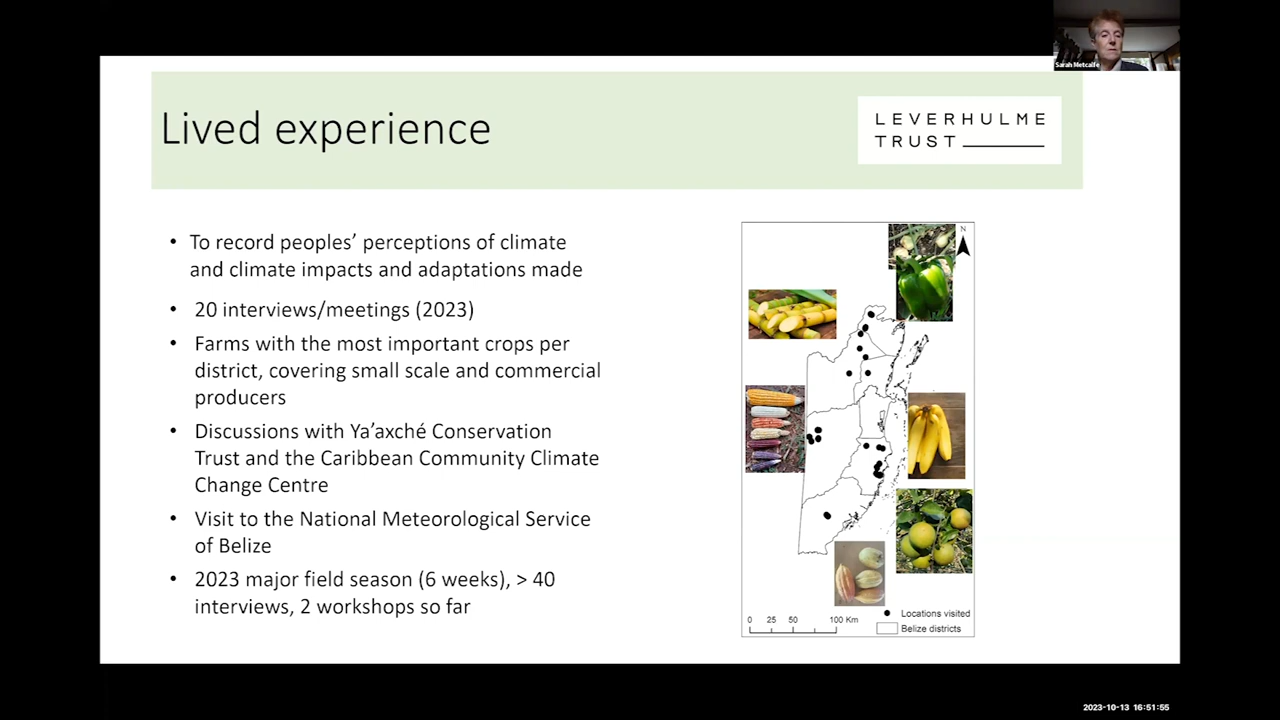 Sarah Metcalfe
Lived experience
LEVERHULME
TRUST
• To record peoples’ perceptions of climate
and climate impacts and adaptations made
• 20 interviews/meetings (2023)
• Farms with the most important crops per
district, covering small scale and commercial
producers
• Discussions with Ya’axché Conservation
Trust and the Caribbean Community Climate
Change Centre
• Visit to the National Meteorological Service
of Belize
• 2023 major field season (6 weeks), > 40
interviews, 2 workshops so far
N
Locations visited
0 25 50 100 Km
Belize districts
2023-10-13 16:51:55